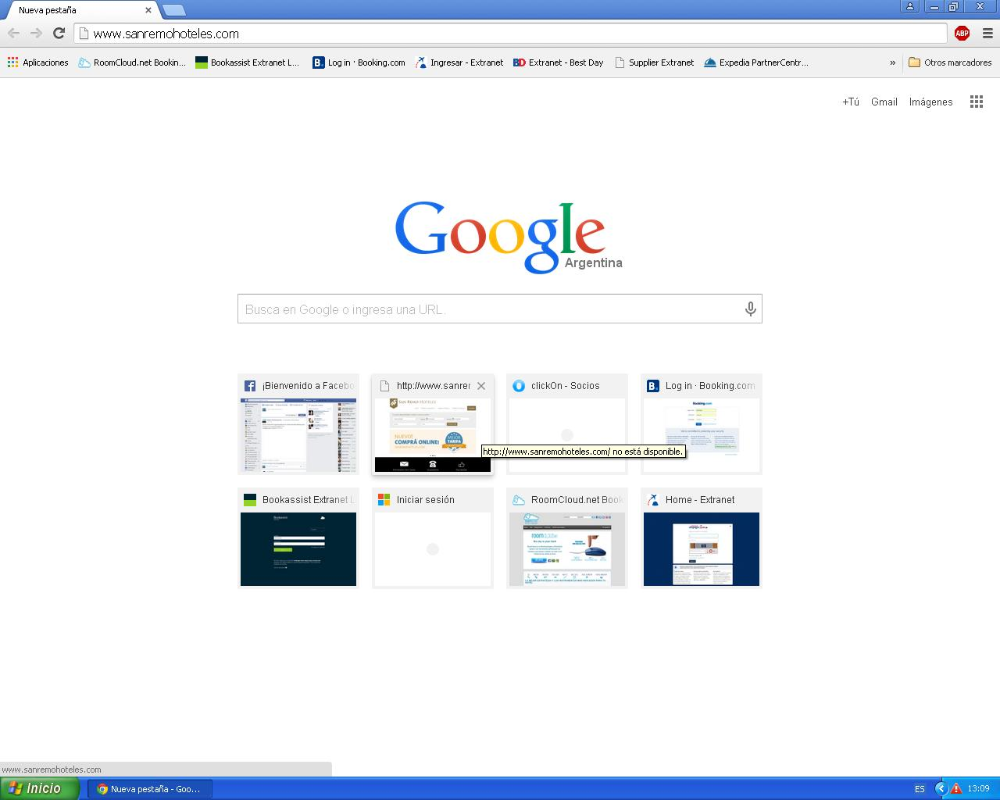 Nueva pestaña
www.sanremohoteles.com
ABP
Aplicaciones
RoomCloud.net Bookin...
Bookassist Extranet L...
B. Log in · Booking.com
Ingresar - Extranet
BD Extranet - Best Day
Supplier Extranet
Expedia PartnerCentr...
»
Otros marcadores
+Tú Gmail Imágenes
Google
Argentina
Busca en Google o ingresa una URL.
¡Bienvenido a Facebo
http://www.sanrer
clickOn - Socios
B. Log in · Booking.com
SAN REMO HOTELES
NUEVO!
COMPRÁ ONLINE!
MEJOR
TARIFA
Booking.com
http://www.sanremohoteles.com/ no está disponible.
Bookassist Extranet L
Iniciar sesión
RoomCloud.net Book
Home - Extranet
room
www.sanremohoteles.com
Inicio
Nueva pestaña - Goo...
ES
13:09